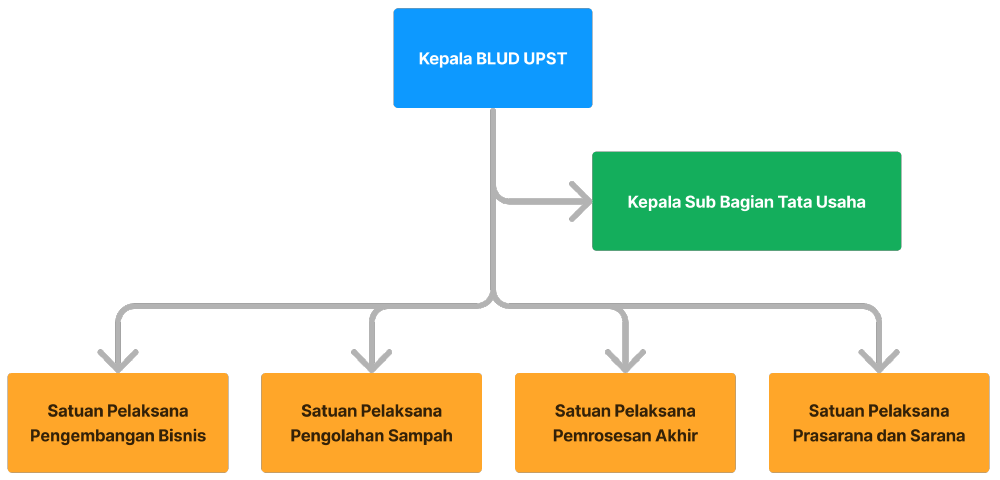 Kepala BLUD UPST
Kepala Sub Bagian Tata Usaha
Satuan Pelaksana
Pengembangan Bisnis
Satuan Pelaksana
Pengolahan Sampah
Satuan Pelaksana
Pemrosesan Akhir
Satuan Pelaksana
Prasarana dan Sarana